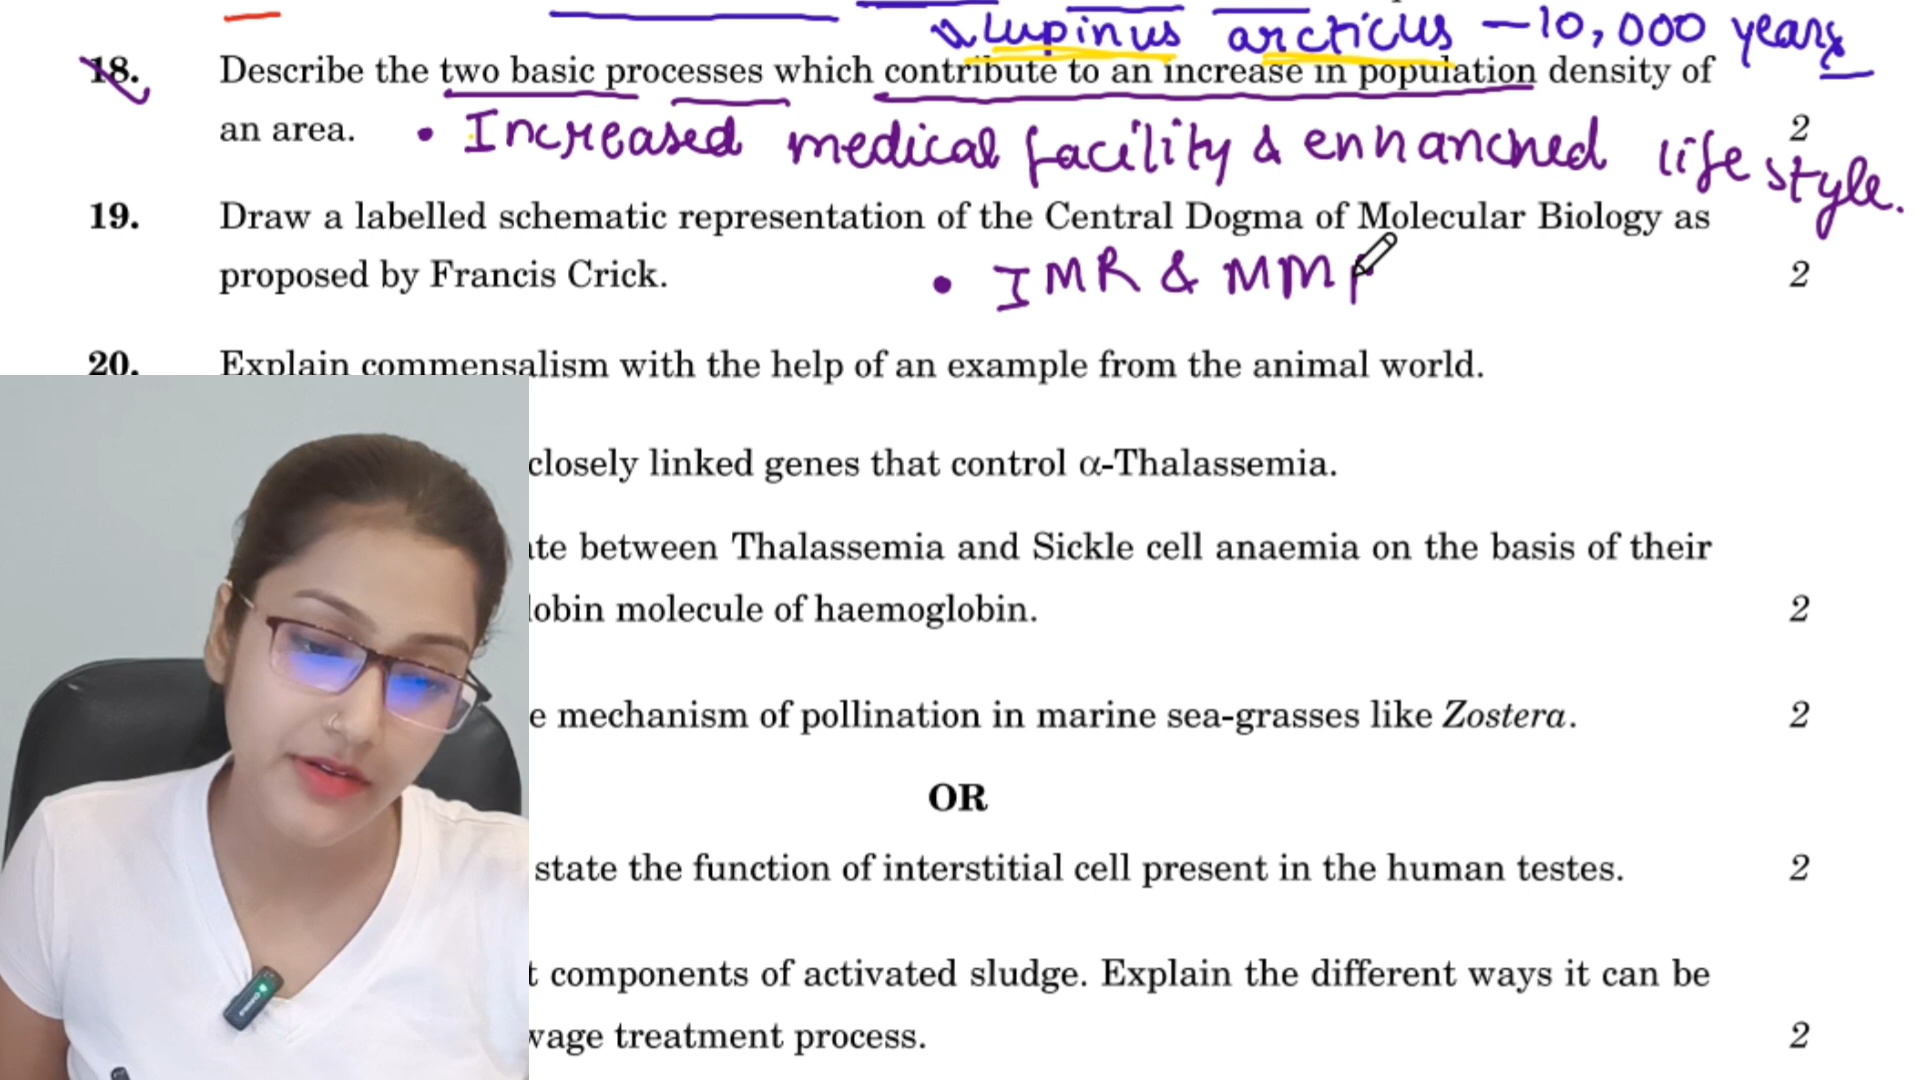 Lupinus arcticus – 10,000 years
18. Describe the two basic processes which contribute to an increase in population density of
an area. 2
• Increased medical facility & enhanched life style.
19. Draw a labelled schematic representation of the Central Dogma of Molecular Biology as
proposed by Francis Crick. 2
• IMR & MM
20. Explain commensalism with the help of an example from the animal world.
closely linked genes that control α-Thalassemia.
te between Thalassemia and Sickle cell anaemia on the basis of their
obin molecule of haemoglobin. 2
e mechanism of pollination in marine sea-grasses like Zostera. 2
OR
state the function of interstitial cell present in the human testes. 2
t components of activated sludge. Explain the different ways it can be
wage treatment process. 2